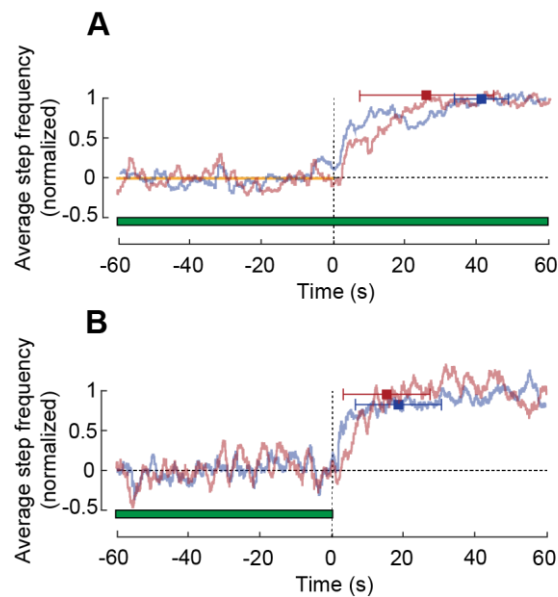 A
Average step frequency
(normalized)
1
0.5
0
-0.5
-60 -40 -20 0 20 40 60
Time (s)
B
Average step frequency
(normalized)
1
0.5
0
-0.5
-60 -40 -20 0 20 40 60
Time (s)